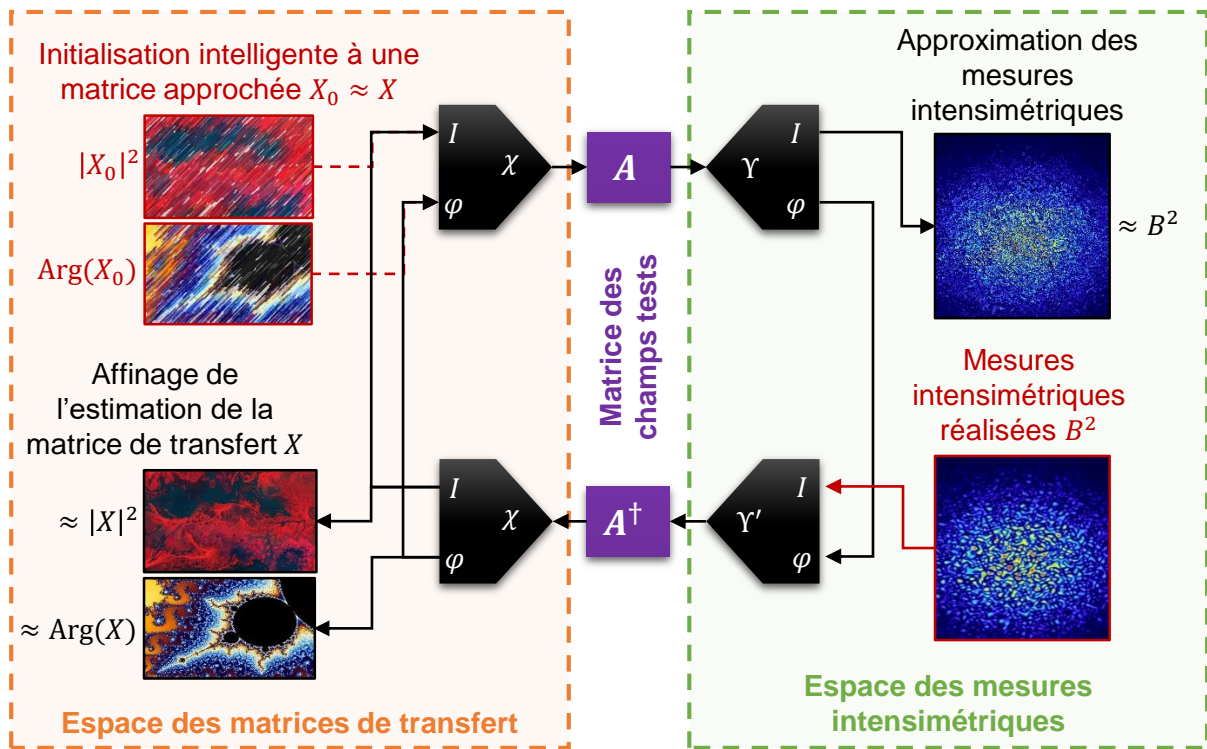 Initialisation intelligente à une
matrice approchée X₀ ≈ X
|X₀|²
Arg(X₀)
I
χ
φ
A
I
ϒ
φ
Approximation des
mesures
intensimétriques
≈ B²
Matrice des
champs tests
Affinage de
l’estimation de la
matrice de transfert X
≈ |X|²
≈ Arg(X)
I
χ
φ
A†
I
ϒ′
φ
Mesures
intensimétriques
réalisées B²
Espace des matrices de transfert
Espace des mesures
intensimétriques